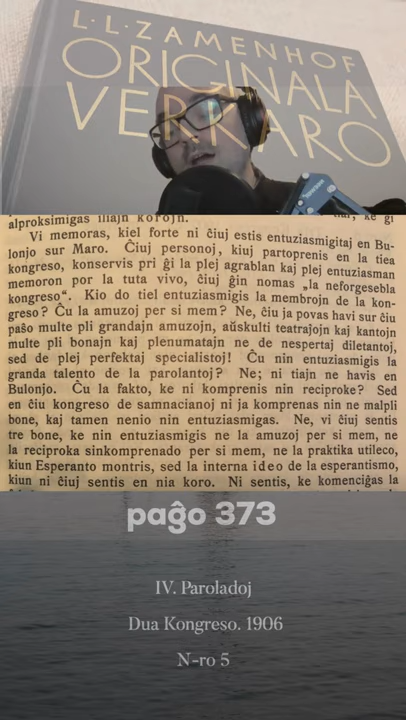 L·L·ZAMENHOF
ORIGINALA
VERKARO
alproksimigas iliajn korojn.
ke ĝi
Vi memoras, kiel forte ni ĉiuj estis entuziasmigitaj en Bu-
lonjo sur Maro. Ĉiuj personoj, kiuj partoprenis en la tiea
kongreso, konservis pri ĝi la plej agrablan kaj plej entuziasman
memoron por la tuta vivo, ĉiuj ĝin nomas „la neforgesebla
kongreso“. Kio do tiel entuziasmigis la membrojn de la kon-
greso? Ĉu la amuzoj per si mem? Ne, ĉiu ja povas havi sur ĉiu
paŝo multe pli grandajn amuzojn, aŭskulti teatraĵojn kaj kantojn
multe pli bonajn kaj plenumatajn ne de nespertaj diletantoj,
sed de plej perfektaj specialistoj! Ĉu nin entuziasmigis la
granda talento de la parolantoj? Ne; ni tiajn ne havis en
Bulonjo. Ĉu la fakto, ke ni komprenis nin reciproke? Sed
en ĉiu kongreso de samnacianoj ni ja komprenas nin ne malpli
bone, kaj tamen nenio nin entuziasmigas. Ne, vi ĉiuj sentis
tre bone, ke nin entuziasmigis ne la amuzoj per si mem, ne
la reciproka sinkomprenado per si mem, ne la praktika utileco,
kiun Esperanto montris, sed la interna ideo de la esperantismo,
kiun ni ĉiuj sentis en nia koro. Ni sentis, ke komenciĝas la
paĝo 373
IV. Paroladoj
Dua Kongreso. 1906
N-ro 5